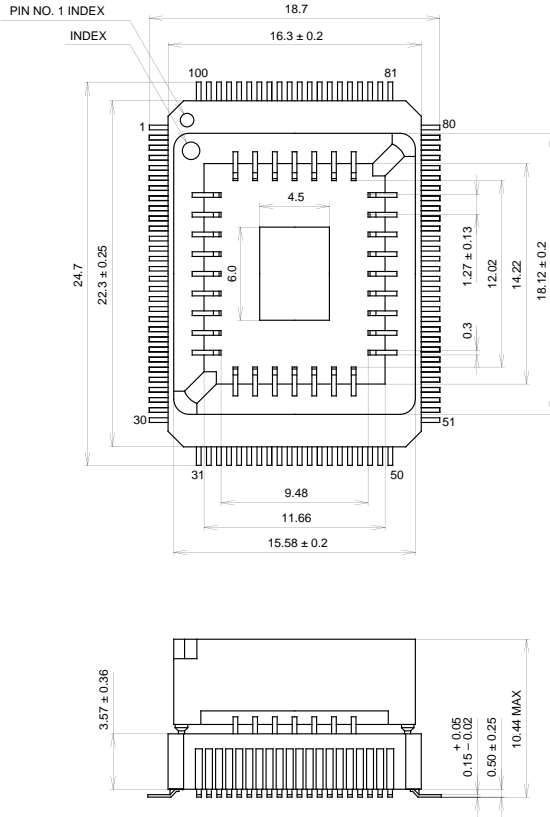 PIN NO. 1 INDEX
18.7
INDEX
16.3 ± 0.2
100
81
1
80
4.5
6.0
24.7
22.3 ± 0.25
1.27 ± 0.13
12.02
14.22
18.12 ± 0.2
0.3
30
51
31
50
9.48
11.66
15.58 ± 0.2
3.57 ± 0.36
+ 0.05
0.15 – 0.02
0.50 ± 0.25
10.44 MAX